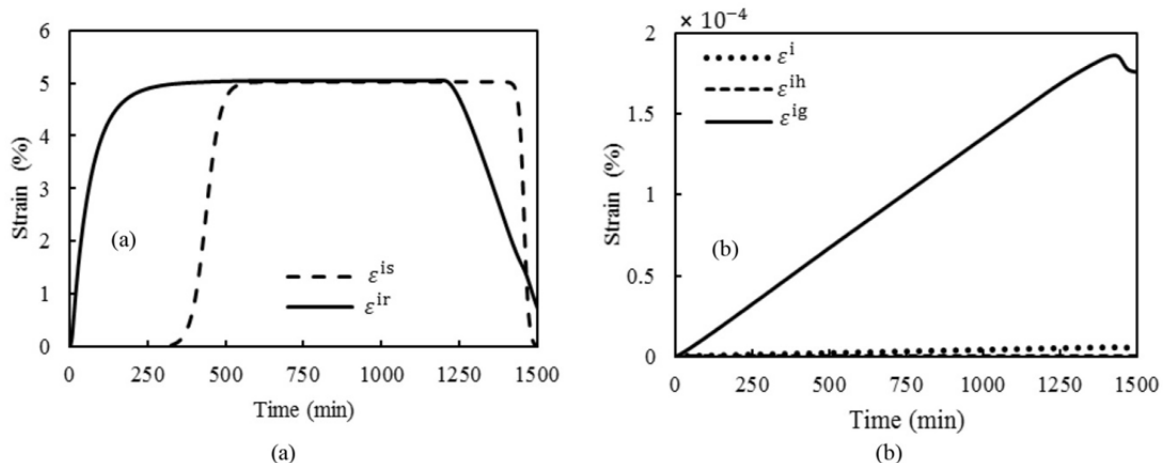 6
5
4
3
2
1
0
Strain (%)
(a)
ε^is
ε^ir
0 250 500 750 1000 1250 1500
Time (min)
(a)
× 10⁻⁴
2
1.5
1
0.5
0
Strain (%)
ε^i
ε^ih
ε^ig
(b)
0 250 500 750 1000 1250 1500
Time (min)
(b)